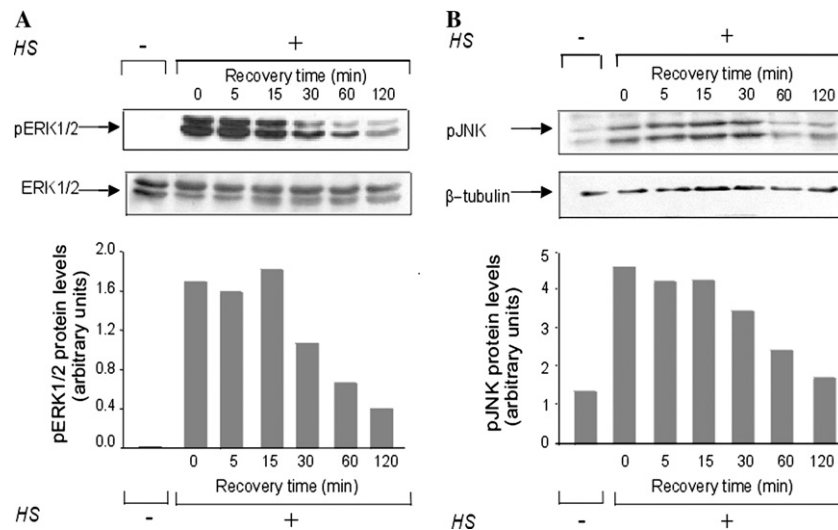 A
HS
-
+
Recovery time (min)
0 5 15 30 60 120
pERK1/2
ERK1/2
pERK1/2 protein levels
(arbitrary units)
2.0
1.6
1.2
0.8
0.4
0.0
0 5 15 30 60 120
Recovery time (min)
HS
-
+
B
HS
-
+
Recovery time (min)
0 5 15 30 60 120
pJNK
β-tubulin
pJNK protein levels
(arbitrary units)
5
4
3
2
1
0
0 5 15 30 60 120
Recovery time (min)
HS
-
+